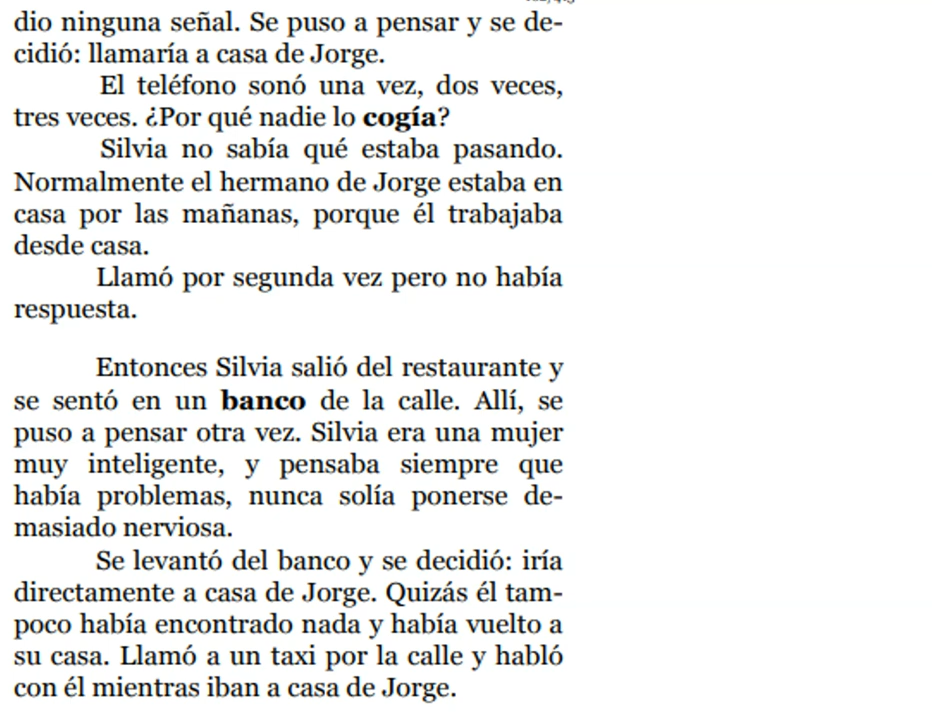 dio ninguna señal. Se puso a pensar y se de-
cidió: llamaría a casa de Jorge.
El teléfono sonó una vez, dos veces,
tres veces. ¿Por qué nadie lo cogía?
Silvia no sabía qué estaba pasando.
Normalmente el hermano de Jorge estaba en
casa por las mañanas, porque él trabajaba
desde casa.
Llamó por segunda vez pero no había
respuesta.
Entonces Silvia salió del restaurante y
se sentó en un banco de la calle. Allí, se
puso a pensar otra vez. Silvia era una mujer
muy inteligente, y pensaba siempre que
había problemas, nunca solía ponerse de-
masiado nerviosa.
Se levantó del banco y se decidió: iría
directamente a casa de Jorge. Quizás él tam-
poco había encontrado nada y había vuelto a
su casa. Llamó a un taxi por la calle y habló
con él mientras iban a casa de Jorge.